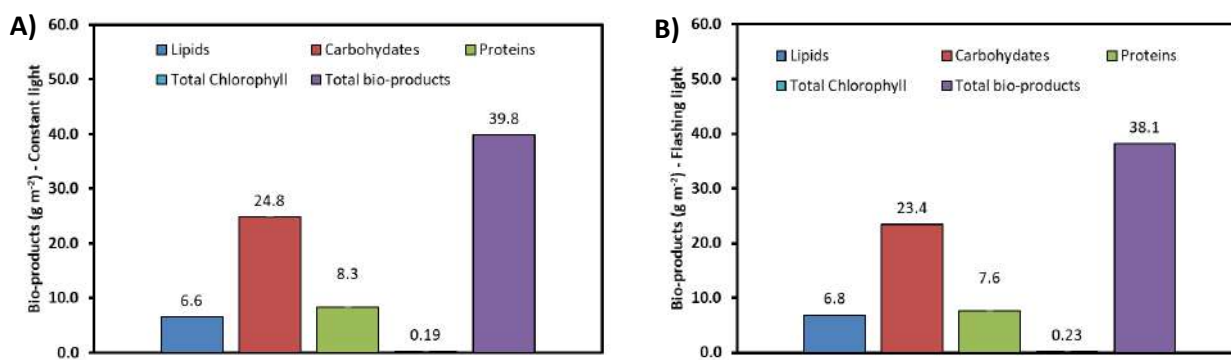 A)
Bio-products (g m⁻²) - Constant light
60.0
50.0
40.0
30.0
20.0
10.0
0.0
Lipids
Carbohydates
Proteins
Total Chlorophyll
Total bio-products
6.6
24.8
8.3
0.19
39.8
B)
Bio-products (g m⁻²) - Flashing light
60.0
50.0
40.0
30.0
20.0
10.0
0.0
Lipids
Carbohydates
Proteins
Total Chlorophyll
Total bio-products
6.8
23.4
7.6
0.23
38.1